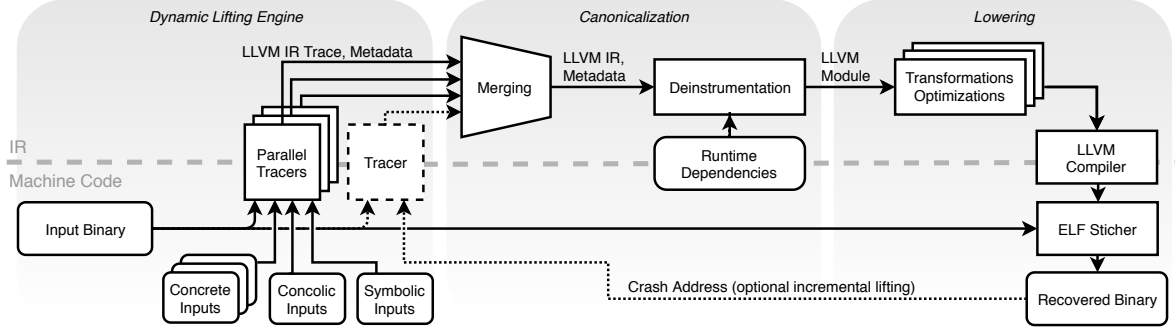 Dynamic Lifting Engine
Canonicalization
Lowering
LLVM IR Trace, Metadata
Merging
LLVM IR,
Metadata
Deinstrumentation
LLVM
Module
Transformations
Optimizations
Parallel
Tracers
Tracer
Runtime
Dependencies
LLVM
Compiler
IR
Machine Code
Input Binary
ELF Sticher
Concrete
Inputs
Concolic
Inputs
Symbolic
Inputs
Crash Address (optional incremental lifting)
Recovered Binary